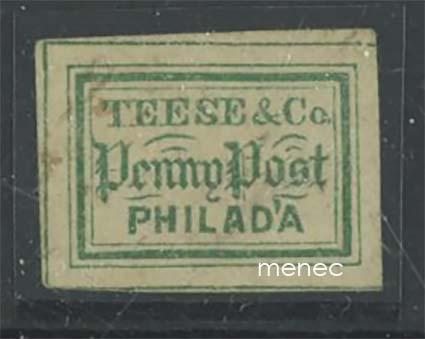 TEESE & Co.
Penny Post
PHILAD'A
menec